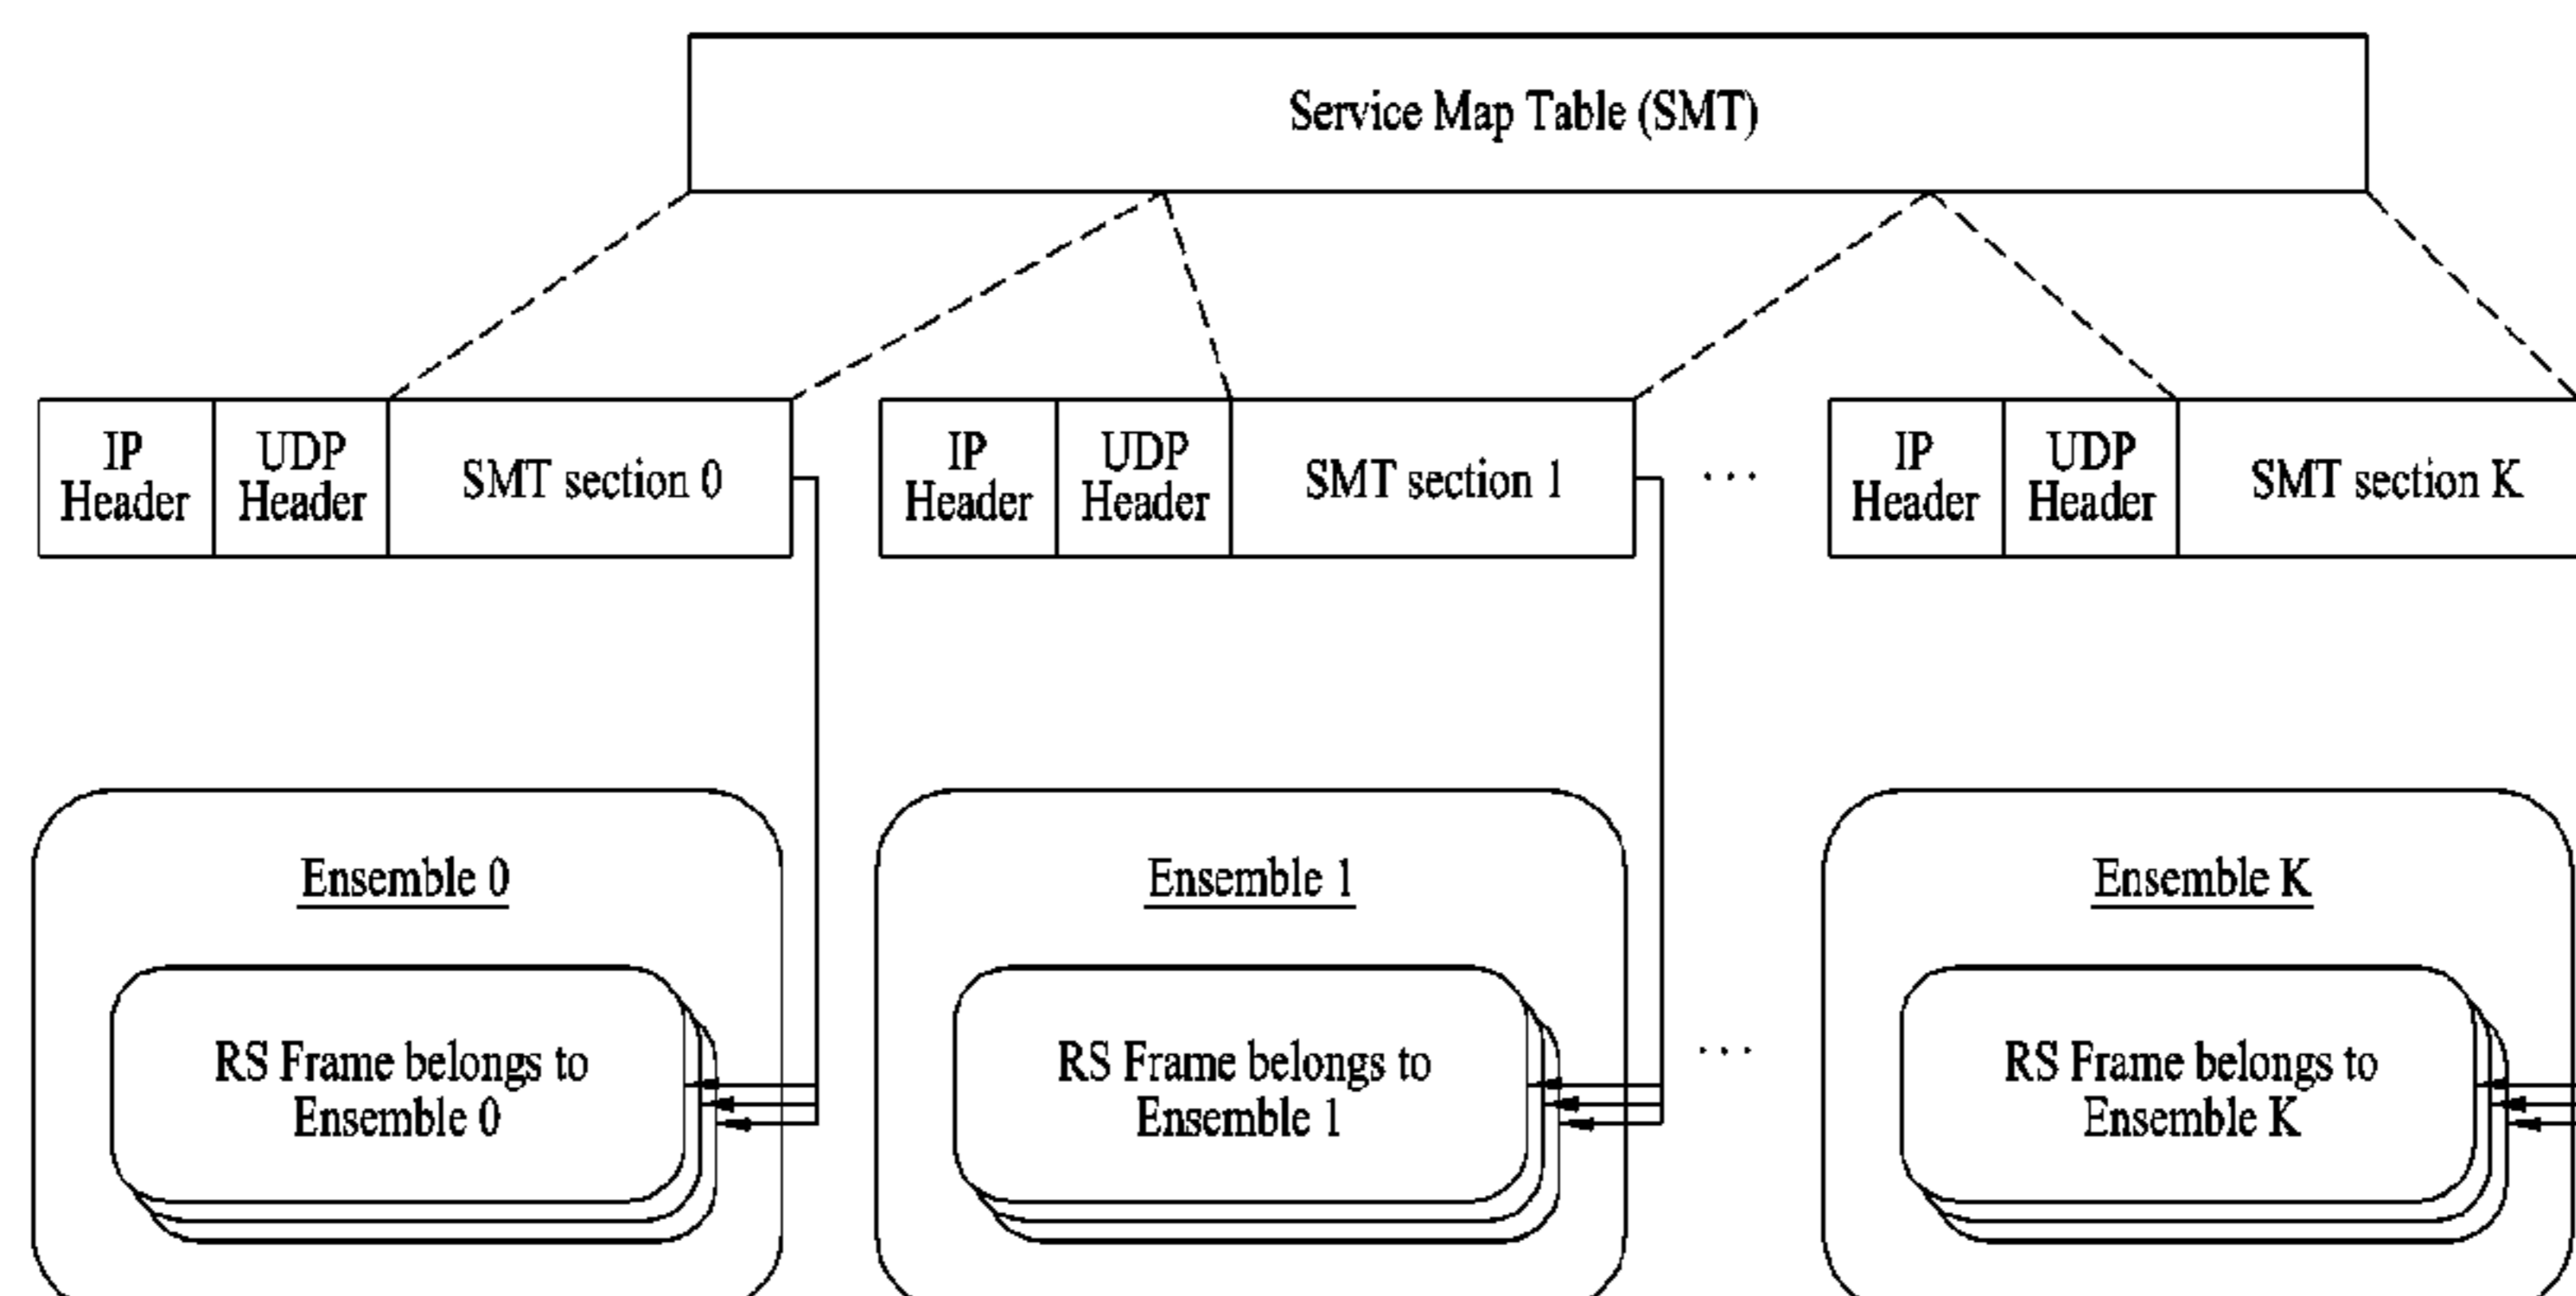 Service Map Table (SMT)
IP
Header
UDP
Header
SMT section 0
IP
Header
UDP
Header
SMT section 1
...
IP
Header
UDP
Header
SMT section K
Ensemble 0
RS Frame belongs to
Ensemble 0
Ensemble 1
RS Frame belongs to
Ensemble 1
...
Ensemble K
RS Frame belongs to
Ensemble K